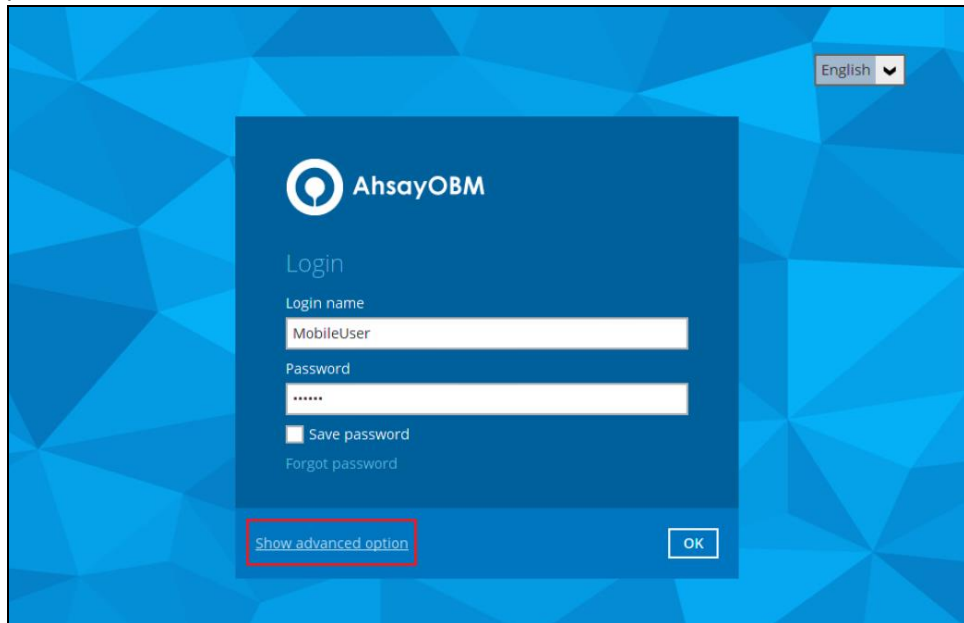 English
AhsayOBM
Login
Login name
MobileUser
Password
••••••
Save password
Forgot password
Show advanced option
OK